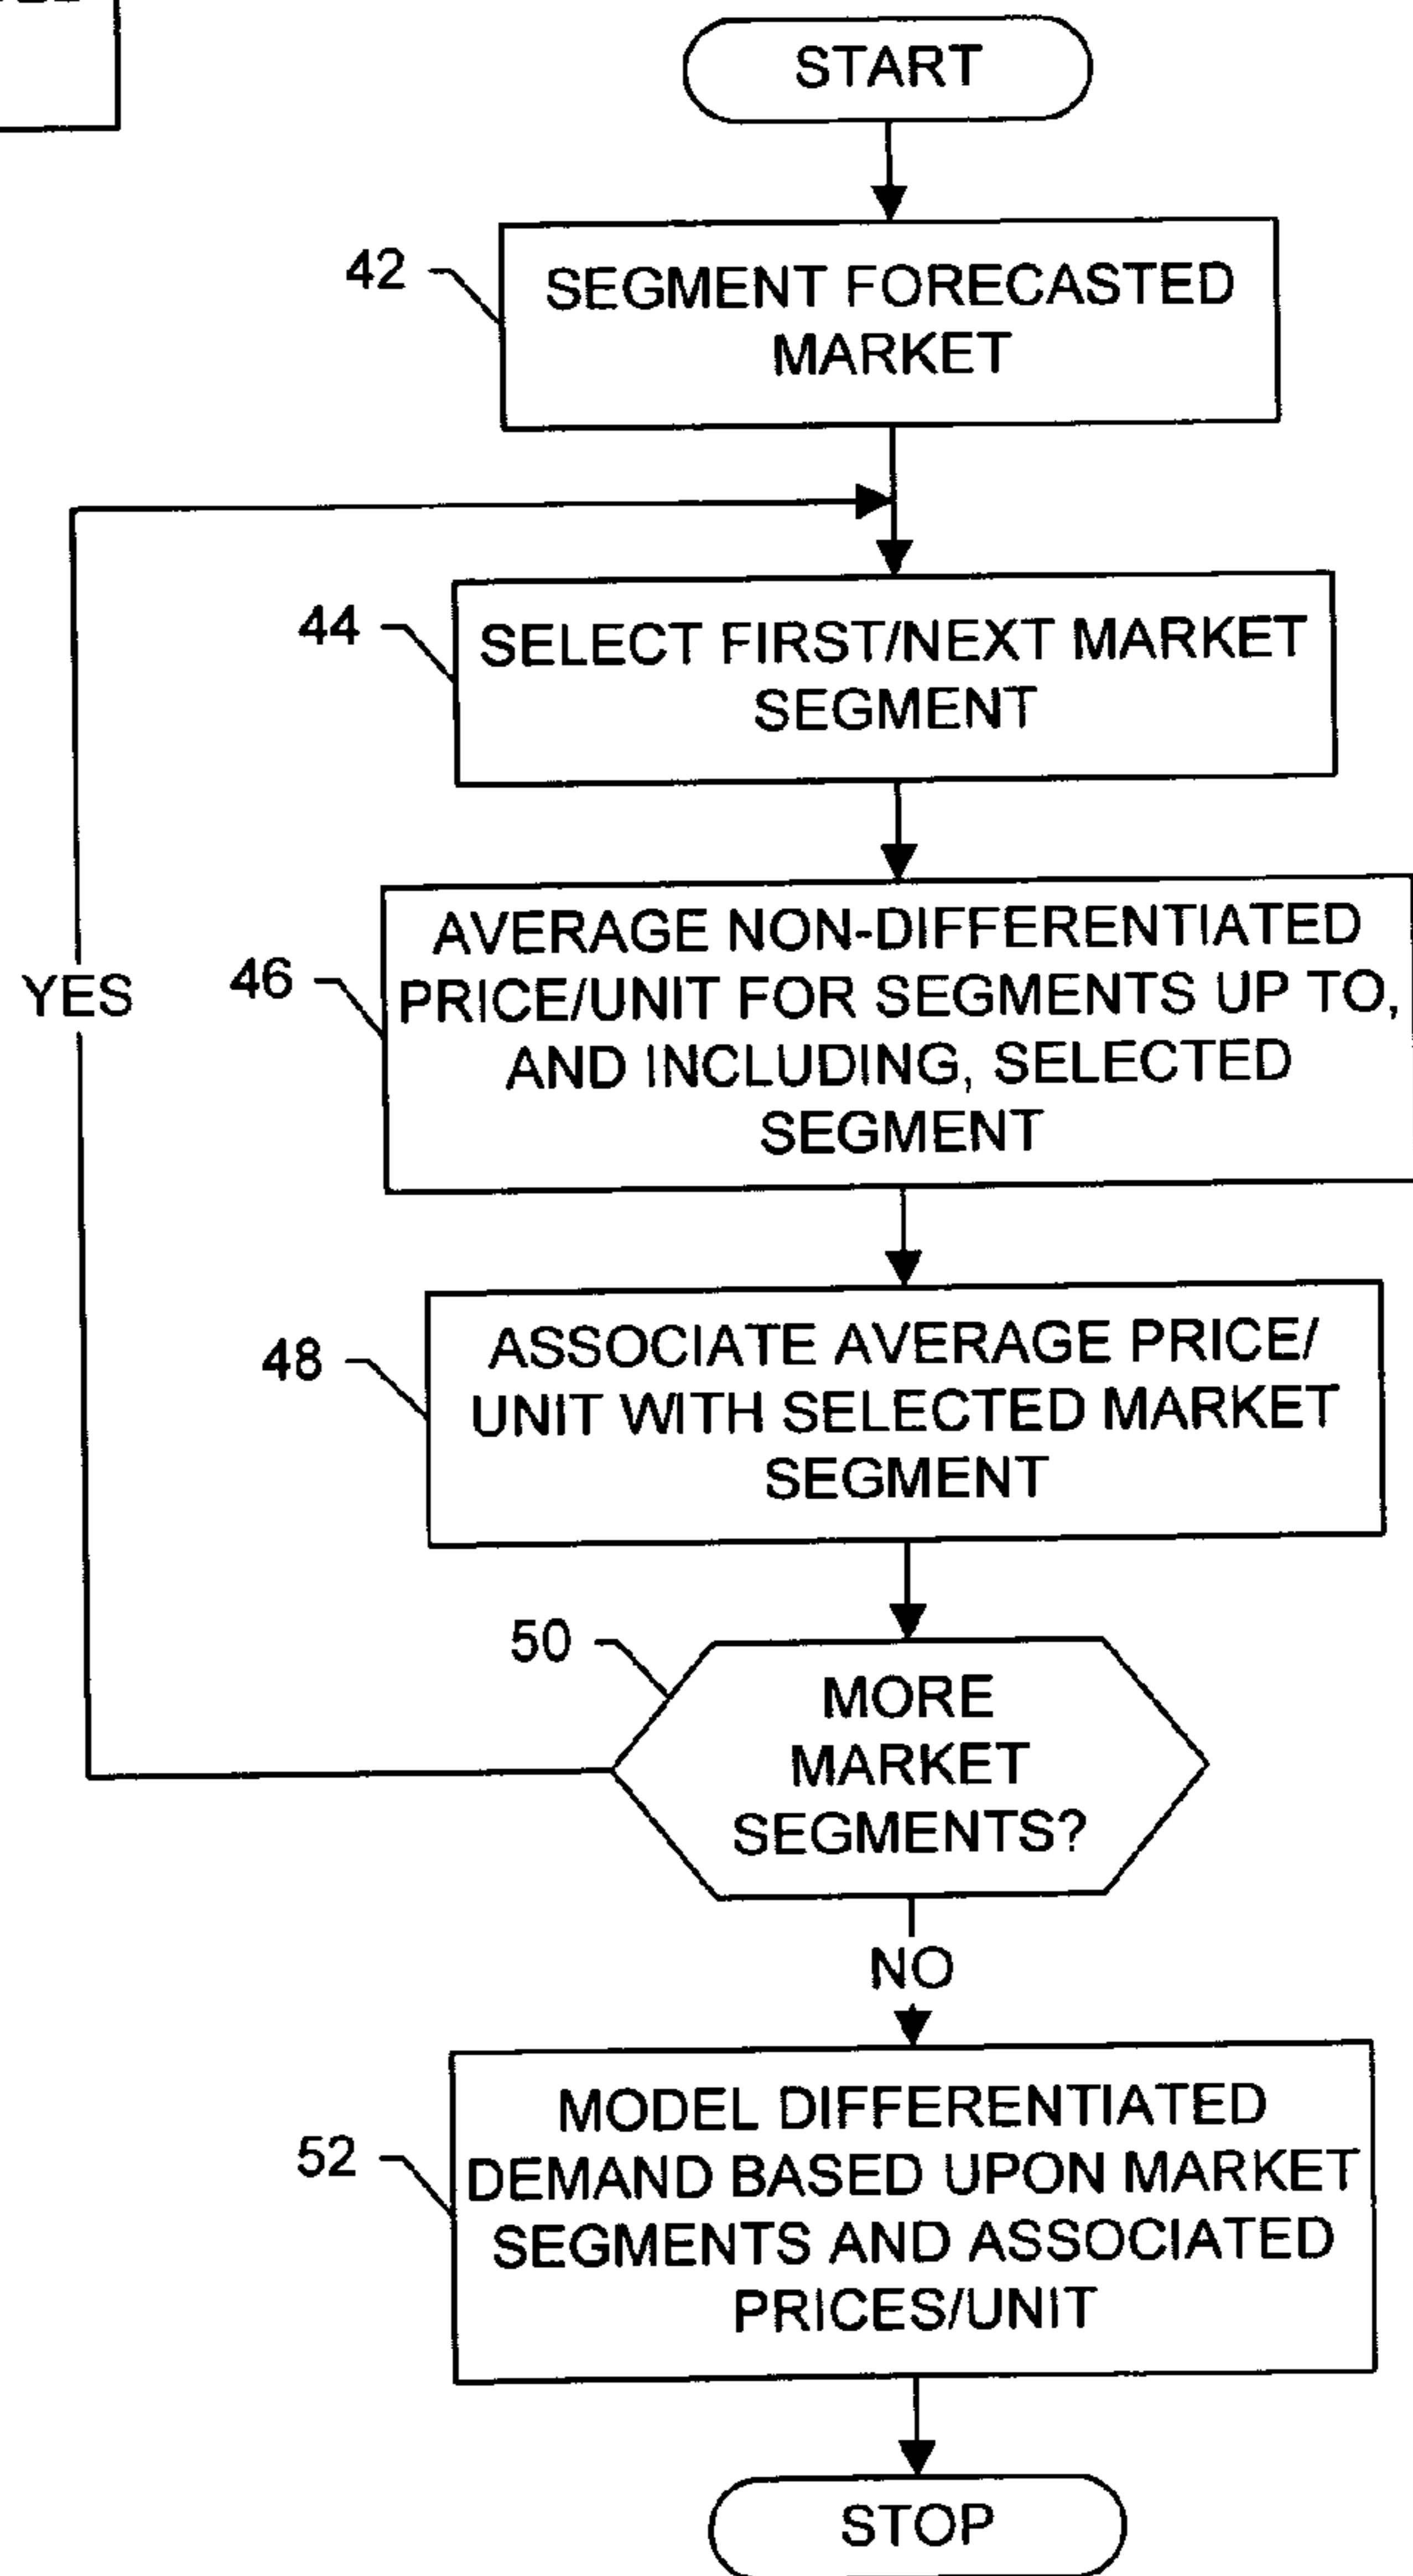 START
42
SEGMENT FORECASTED
MARKET
44
SELECT FIRST/NEXT MARKET
SEGMENT
YES
46
AVERAGE NON-DIFFERENTIATED
PRICE/UNIT FOR SEGMENTS UP TO,
AND INCLUDING, SELECTED
SEGMENT
48
ASSOCIATE AVERAGE PRICE/
UNIT WITH SELECTED MARKET
SEGMENT
50
MORE
MARKET
SEGMENTS?
NO
52
MODEL DIFFERENTIATED
DEMAND BASED UPON MARKET
SEGMENTS AND ASSOCIATED
PRICES/UNIT
STOP